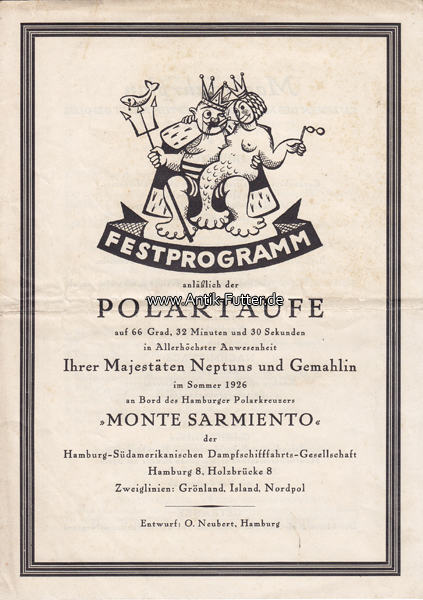 FESTPROGRAMM
anläßlich der
POLARTAUFE
www.Antik-Futter.de
auf 66 Grad, 32 Minuten und 30 Sekunden
in Allerhöchster Anwesenheit
Ihrer Majestäten Neptuns und Gemahlin
im Sommer 1926
an Bord des Hamburger Polarkreuzers
»MONTE SARMIENTO«
der
Hamburg-Südamerikanischen Dampfschifffahrts-Gesellschaft
Hamburg 8, Holzbrücke 8
Zweiglinien: Grönland, Island, Nordpol
Entwurf: O. Neubert, Hamburg